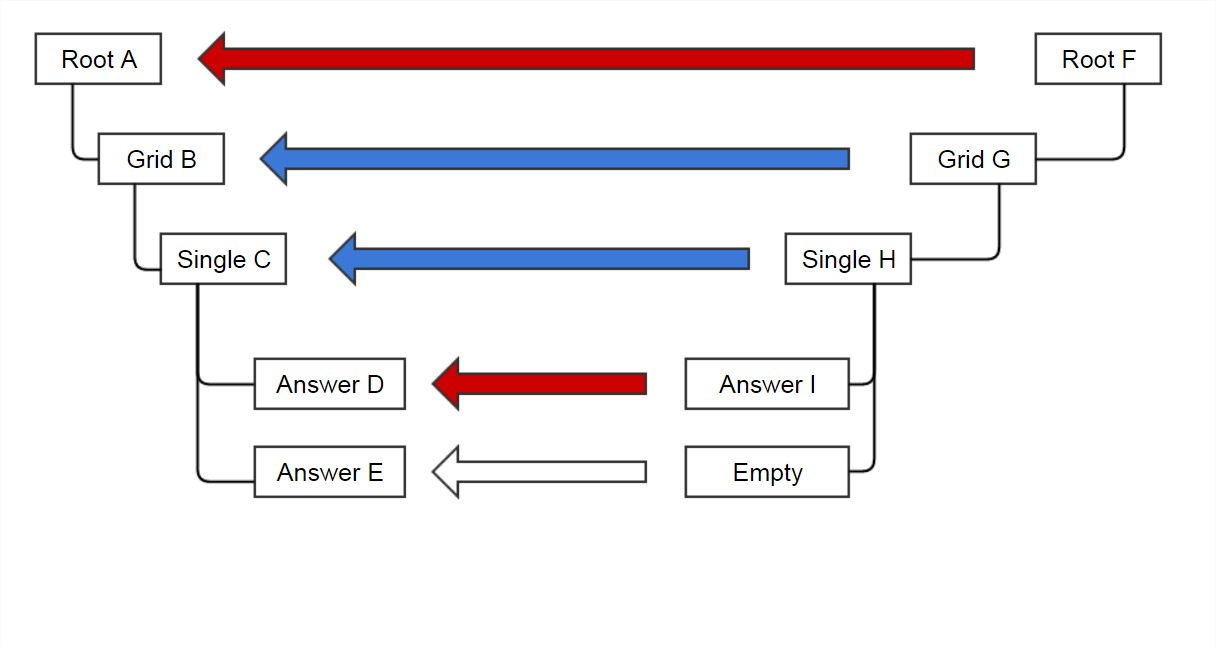 Root A
Root F
Grid B
Grid G
Single C
Single H
Answer D
Answer I
Answer E
Empty